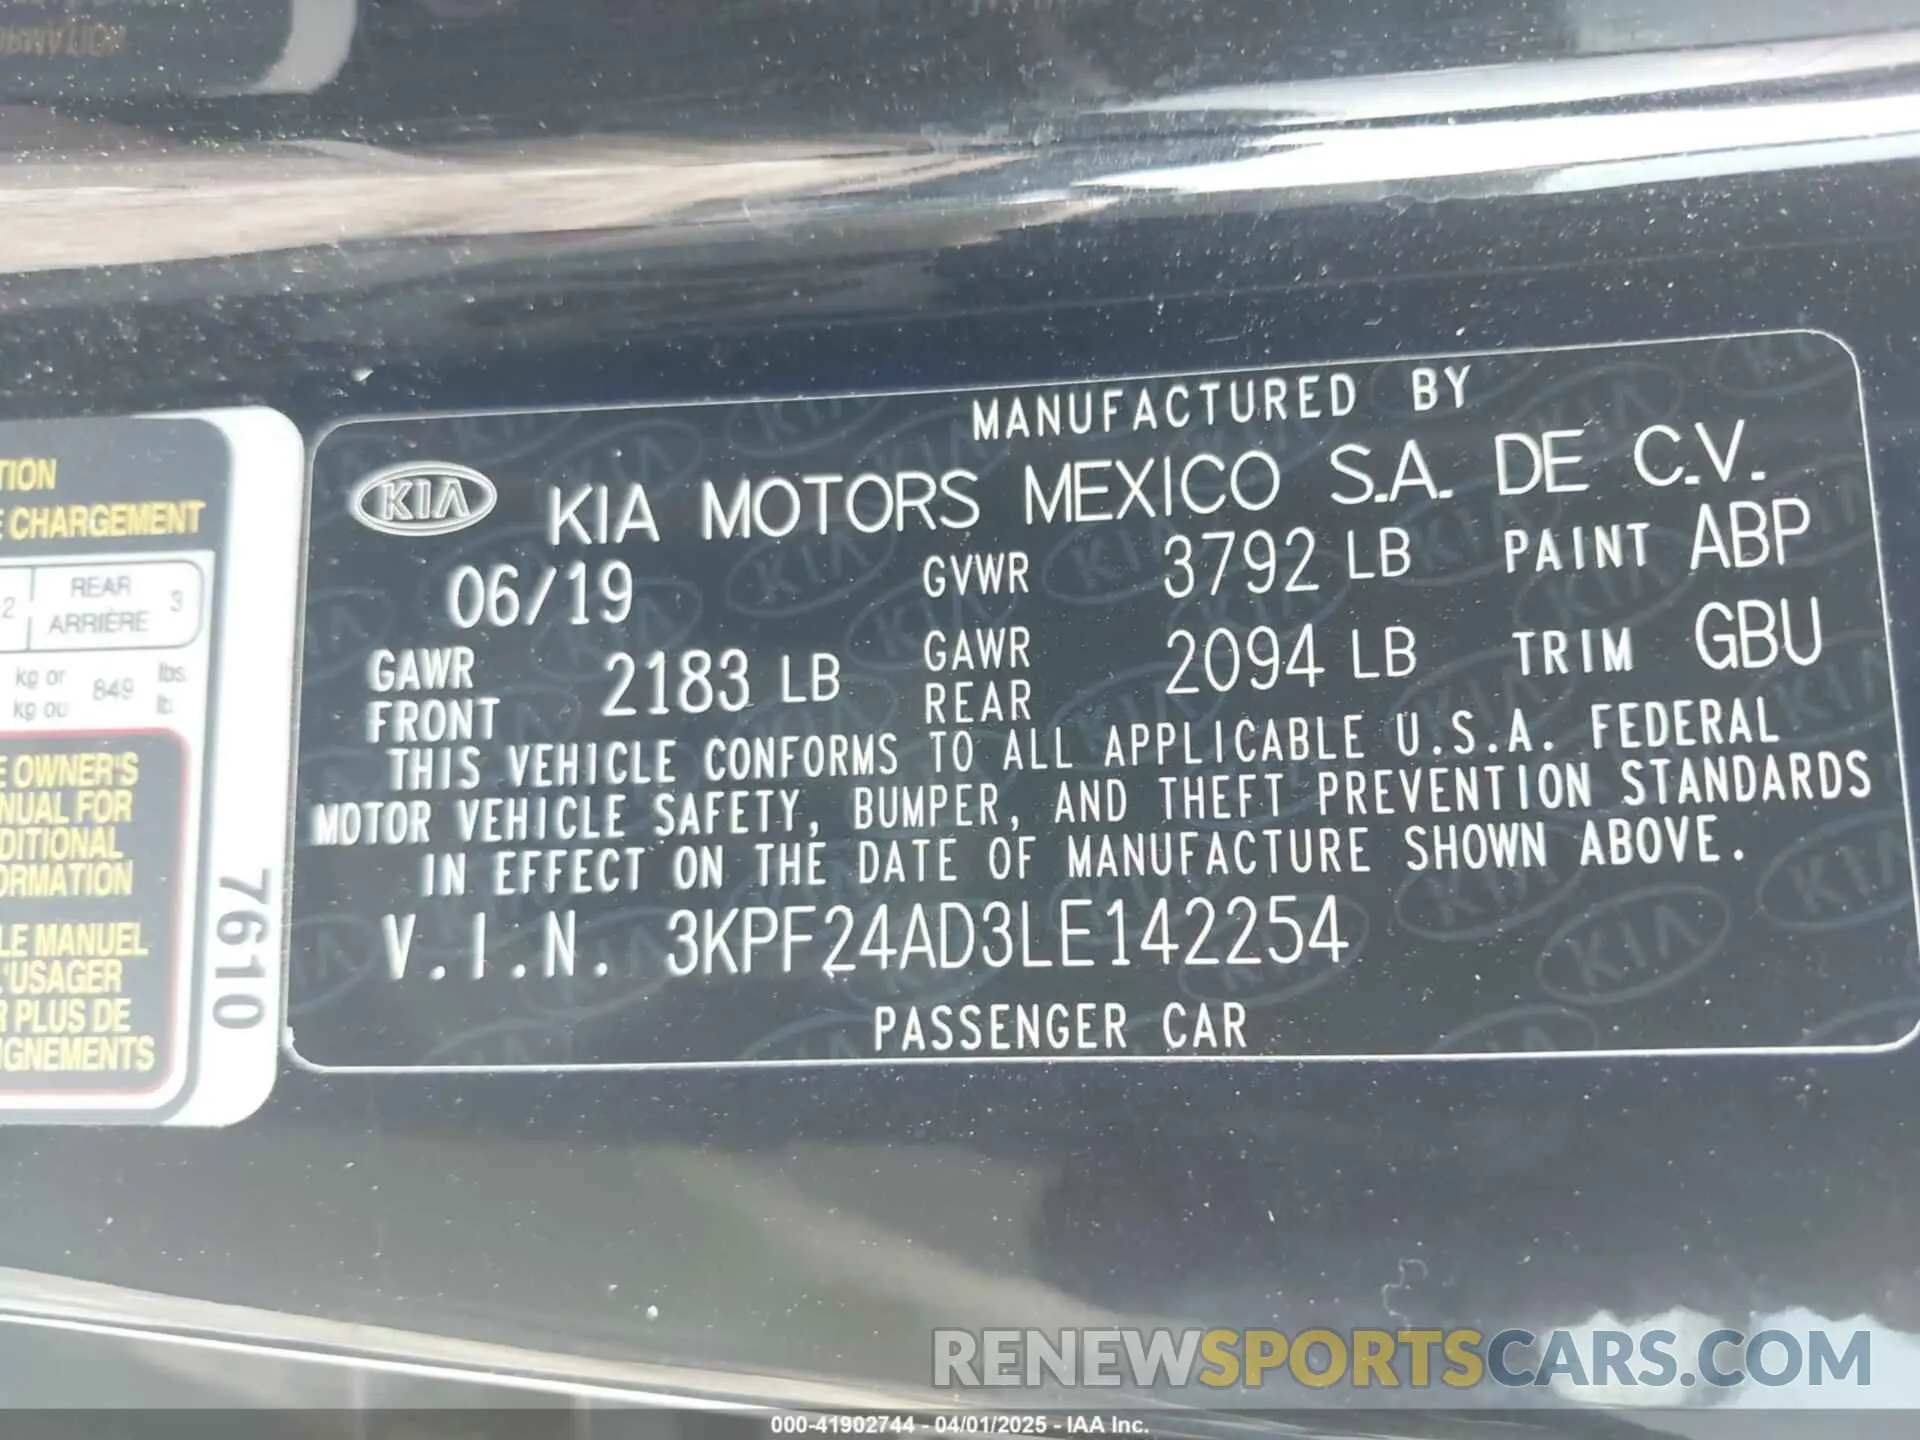 TION
E CHARGEMENT
2 REAR ARRIÈRE 3
kg or kg ou 849 lbs. lb.
E OWNER'S
NUAL FOR
DITIONAL
ORMATION
LE MANUEL
L'USAGER
R PLUS DE
IGNEMENTS
7610
MANUFACTURED BY
KIA KIA MOTORS MEXICO S.A. DE C.V.
06/19 GVWR 3792 LB PAINT ABP
GAWR FRONT 2183 LB GAWR REAR 2094 LB TRIM GBU
THIS VEHICLE CONFORMS TO ALL APPLICABLE U.S.A. FEDERAL
MOTOR VEHICLE SAFETY, BUMPER, AND THEFT PREVENTION STANDARDS
IN EFFECT ON THE DATE OF MANUFACTURE SHOWN ABOVE.
V.I.N. 3KPF24AD3LE142254
PASSENGER CAR
RENEWSPORTSCARS.COM
000-41902744 - 04/01/2025 - IAA Inc.